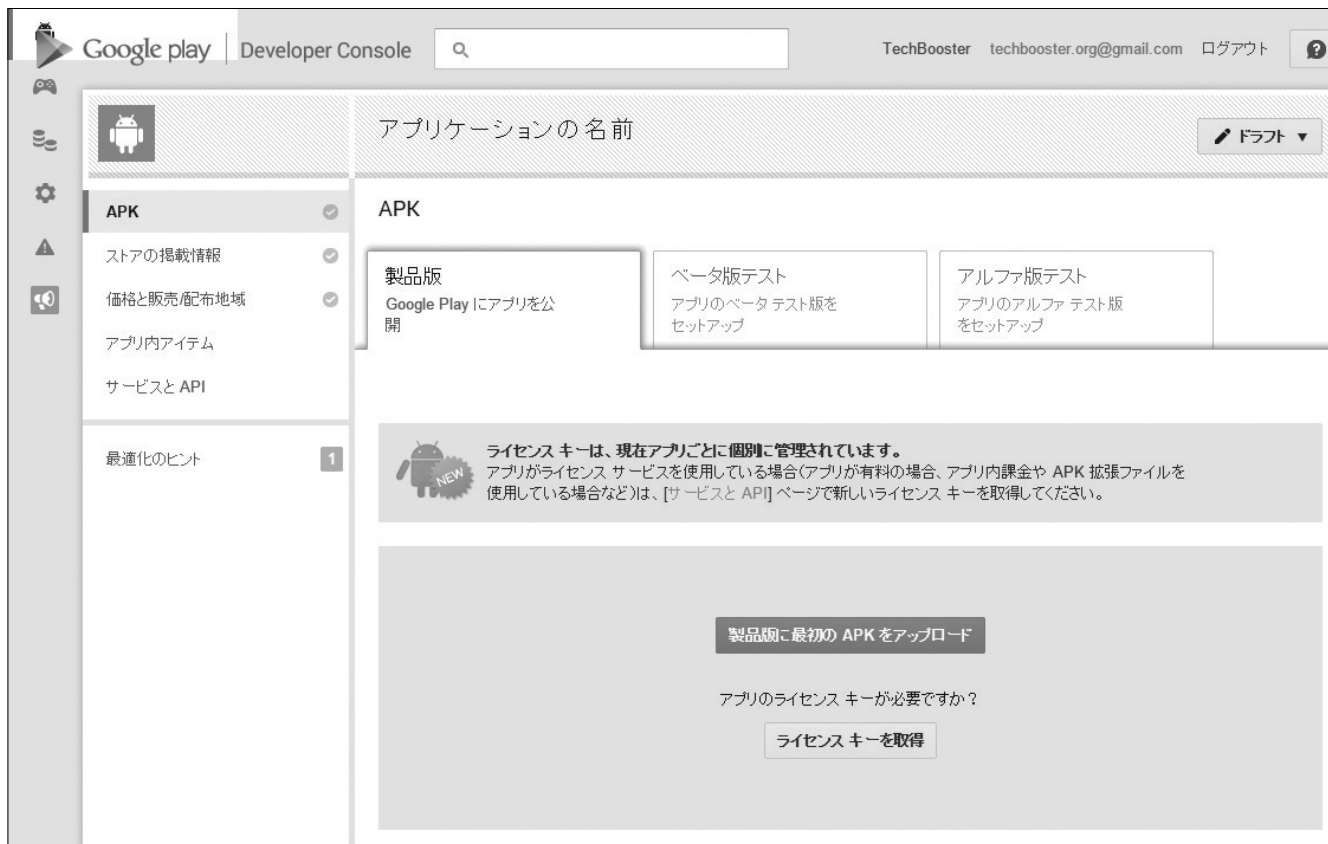 Google play Developer Console
TechBooster techbooster.org@gmail.com ログアウト
アプリケーションの名前
ドラフト
APK
ストアの掲載情報
価格と販売/配布地域
アプリ内アイテム
サービスと API
最適化のヒント 1
APK
製品版
Google Play にアプリを公
開
ベータ版テスト
アプリのベータ テスト版を
セットアップ
アルファ版テスト
アプリのアルファ テスト版
をセットアップ
NEW
ライセンス キーは、現在アプリごとに個別に管理されています。
アプリがライセンス サービスを使用している場合(アプリが有料の場合、アプリ内課金や APK 拡張ファイルを
使用している場合など)は、[サービスと API] ページで新しいライセンス キーを取得してください。
製品版に最初の APK をアップロード
アプリのライセンス キーが必要ですか？
ライセンス キーを取得